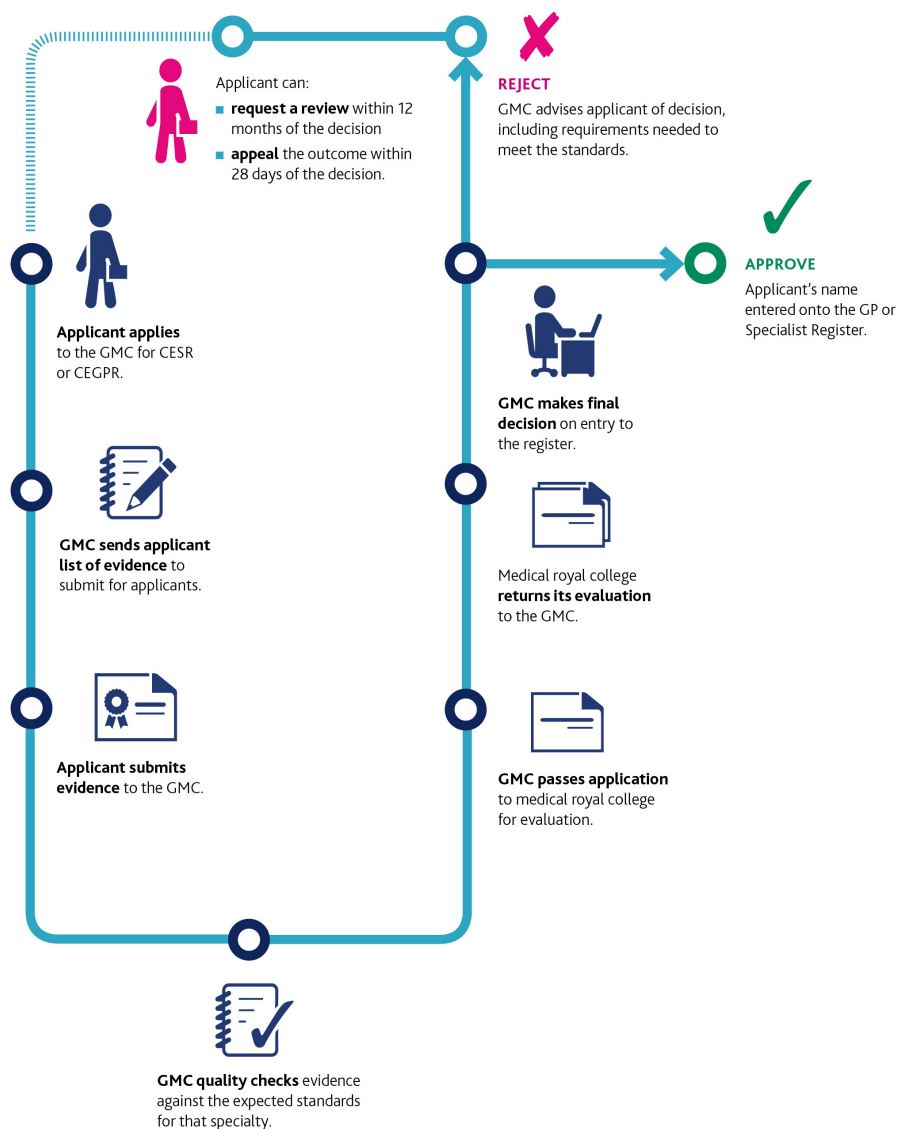 Applicant can:
request a review within 12
months of the decision
appeal the outcome within
28 days of the decision.
REJECT
GMC advises applicant of decision,
including requirements needed to
meet the standards.
APPROVE
Applicant’s name
entered onto the GP or
Specialist Register.
Applicant applies
to the GMC for CESR
or CEGPR.
GMC sends applicant
list of evidence to
submit for applicants.
Applicant submits
evidence to the GMC.
GMC quality checks evidence
against the expected standards
for that specialty.
GMC passes application
to medical royal college
for evaluation.
Medical royal college
returns its evaluation
to the GMC.
GMC makes final
decision on entry to
the register.